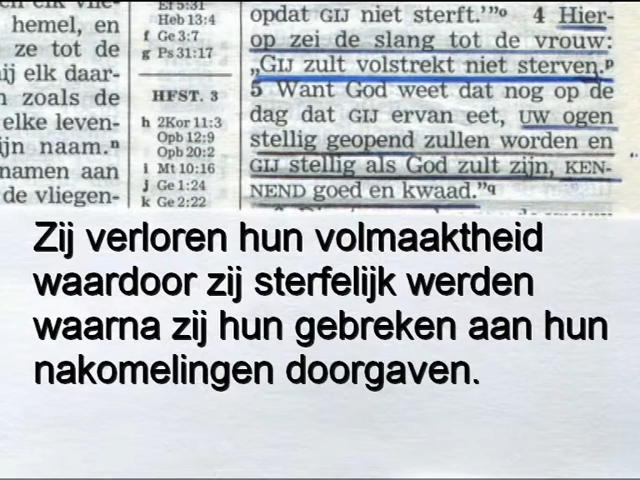 hemel, en
ze tot de
ij elk daar-
zoals de
elke leven-
ijn naam."ⁿ
namen aan
de vliegen-
Ef 5:31
Heb 13:4
f Ge 3:7
g Ps 31:17
HFST. 3
h 2Kor 11:3
Opb 12:9
Opb 20:2
i Mt 10:16
j Ge 1:24
k Ge 2:22
opdat GIJ niet sterft.'"ᵒ 4 Hier-
op zei de slang tot de vrouw:
„GIJ zult volstrekt niet sterven.ᵖ
5 Want God weet dat nog op de
dag dat GIJ ervan eet, UW ogen
stellig geopend zullen worden en
GIJ stellig als God zult zijn, KEN-
NEND goed en kwaad."q
Zij verloren hun volmaaktheid
waardoor zij sterfelijk werden
waarna zij hun gebreken aan hun
nakomelingen doorgaven.